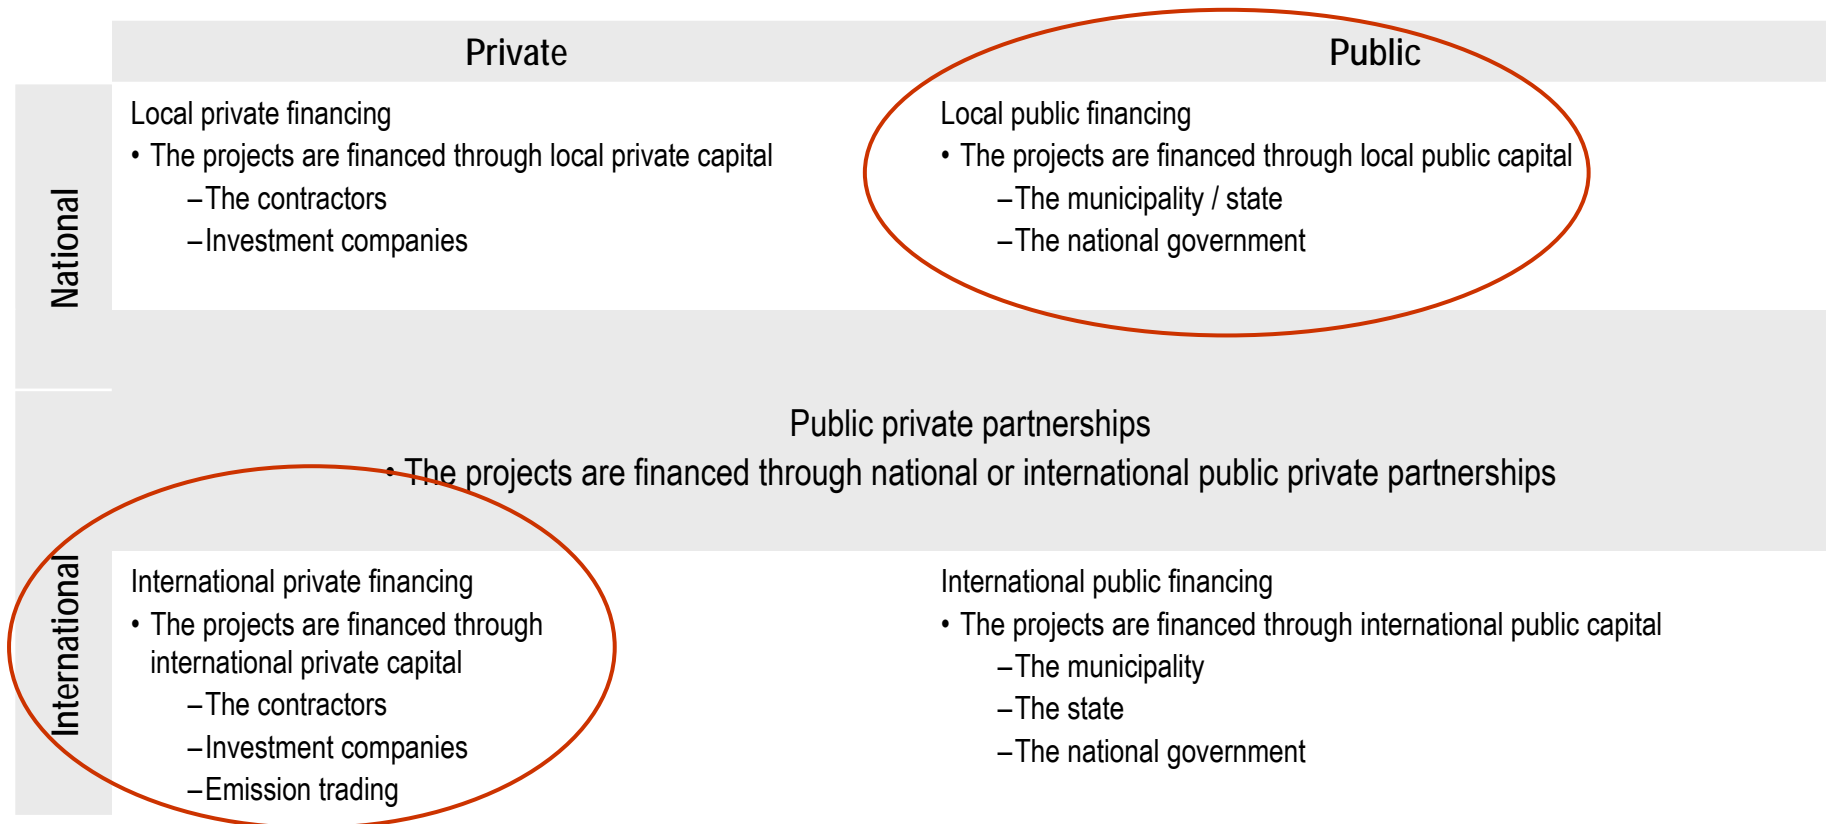 Private
Public
National
Local private financing
• The projects are financed through local private capital
–The contractors
–Investment companies
Local public financing
• The projects are financed through local public capital
–The municipality / state
–The national government
Public private partnerships
• The projects are financed through national or international public private partnerships
International
International private financing
• The projects are financed through
international private capital
–The contractors
–Investment companies
–Emission trading
International public financing
• The projects are financed through international public capital
–The municipality
–The state
–The national government